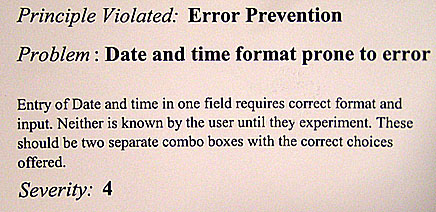 Principle Violated: Error Prevention
Problem : Date and time format prone to error
Entry of Date and time in one field requires correct format and
input. Neither is known by the user until they experiment. These
should be two separate combo boxes with the correct choices
offered.
Severity: 4